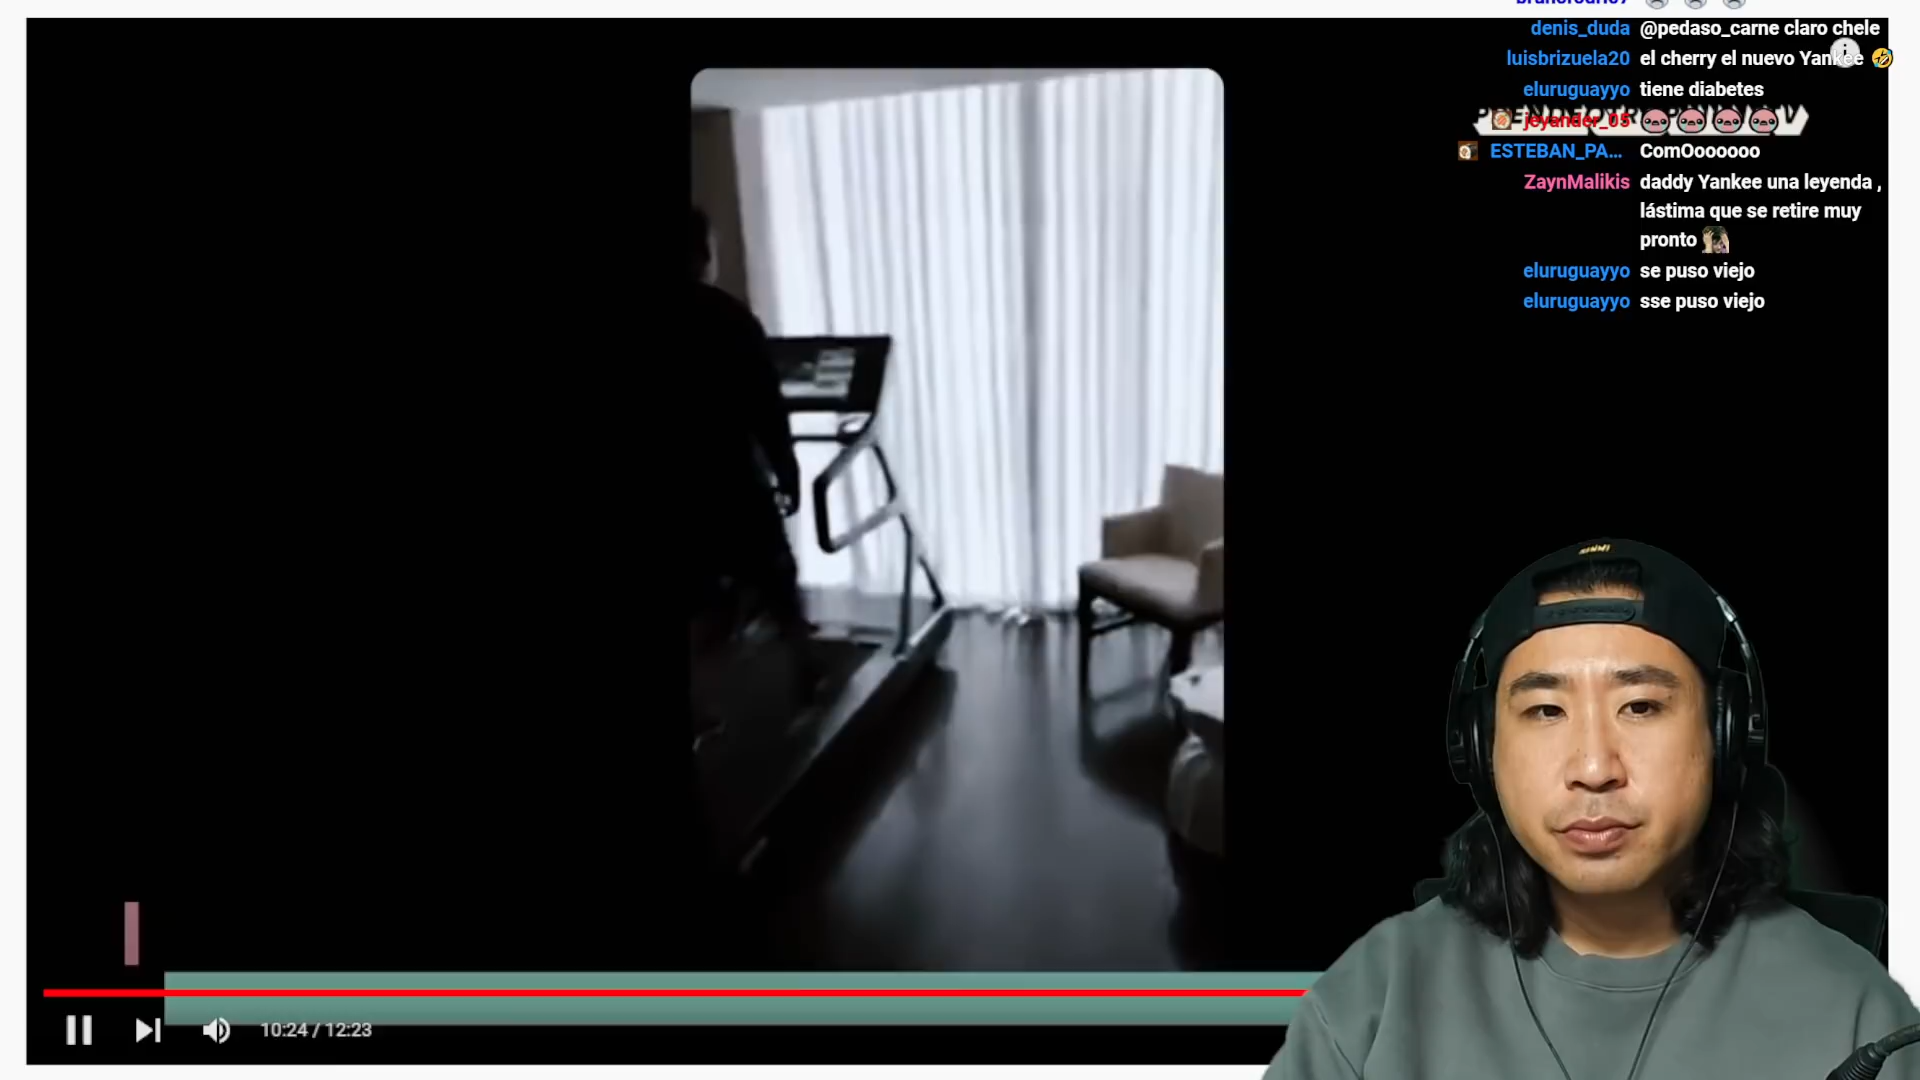 denis_duda @pedaso_carne claro chele
luisbrizuela20 el cherry el nuevo Yankee
eluruguayyo tiene diabetes
jeyander_05
ESTEBAN_PA... ComOoooooo
ZaynMalikis daddy Yankee una leyenda ,
lástima que se retire muy
pronto
eluruguayyo se puso viejo
eluruguayyo sse puso viejo
10:24 / 12:23